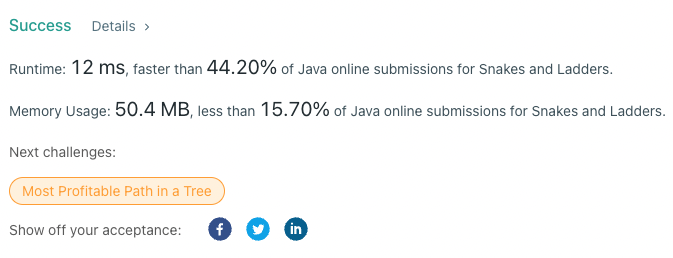 Success Details ›
Runtime: 12 ms, faster than 44.20% of Java online submissions for Snakes and Ladders.
Memory Usage: 50.4 MB, less than 15.70% of Java online submissions for Snakes and Ladders.
Next challenges:
Most Profitable Path in a Tree
Show off your acceptance: f in